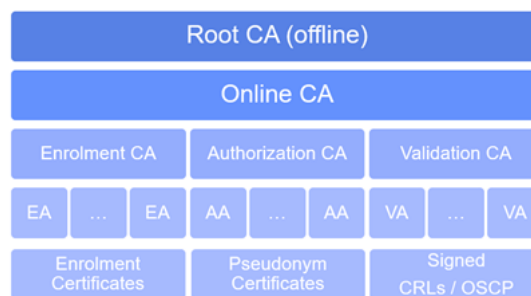 Root CA (offline)
Online CA
Enrolment CA
Authorization CA
Validation CA
EA
...
EA
AA
...
AA
VA
...
VA
Enrolment
Certificates
Pseudonym
Certificates
Signed
CRLs / OSCP